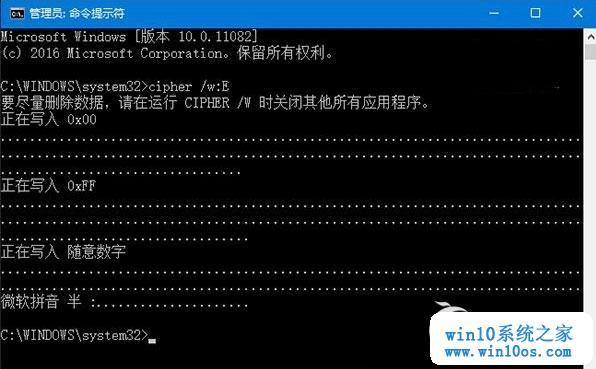 管理员: 命令提示符
Microsoft Windows [版本 10.0.11082]
(c) 2016 Microsoft Corporation。保留所有权利。
C:\WINDOWS\system32>cipher /w:E
要尽量删除数据，请在运行 CIPHER /W 时关闭其他所有应用程序。
正在写入 0x00
....................................................................................
....................................................................................
...................................
正在写入 0xFF
....................................................................................
....................................................................................
....................................
正在写入 随意数字
....................................................................................
....................................................................................
微软拼音 半 :......................
C:\WINDOWS\system32>_
win10系统之家
www.win10os.com